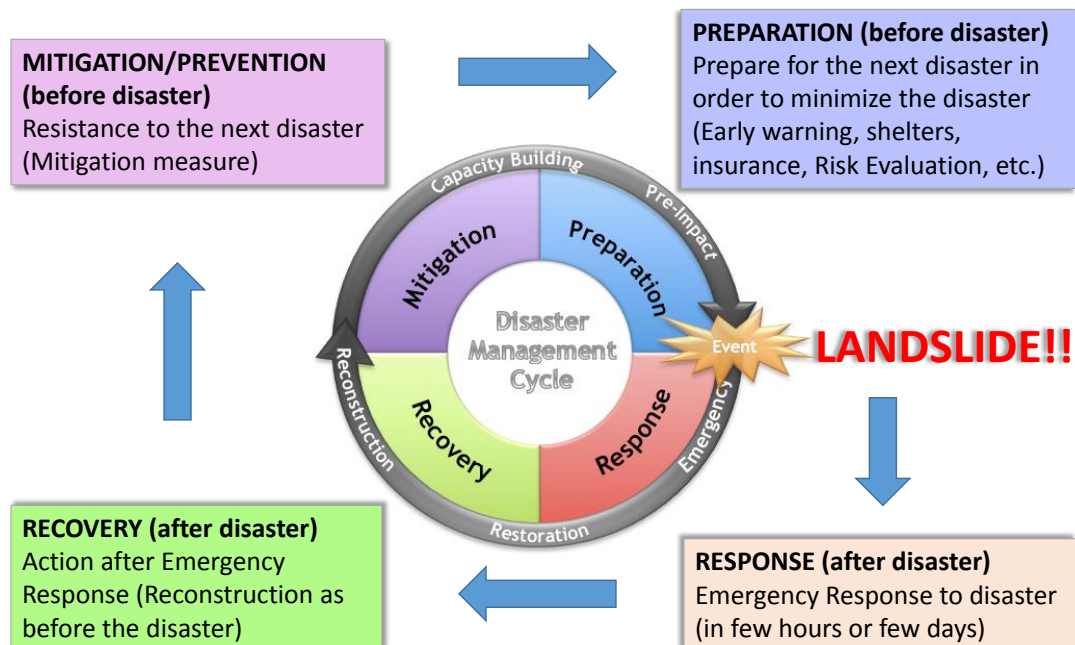 MITIGATION/PREVENTION
(before disaster)
Resistance to the next disaster
(Mitigation measure)
PREPARATION (before disaster)
Prepare for the next disaster in
order to minimize the disaster
(Early warning, shelters,
insurance, Risk Evaluation, etc.)
Capacity Building
Pre-Impact
Mitigation
Preparation
Disaster
Management
Cycle
Event
LANDSLIDE!!
Reconstruction
Recovery
Response
Emergency
Restoration
RECOVERY (after disaster)
Action after Emergency
Response (Reconstruction as
before the disaster)
RESPONSE (after disaster)
Emergency Response to disaster
(in few hours or few days)